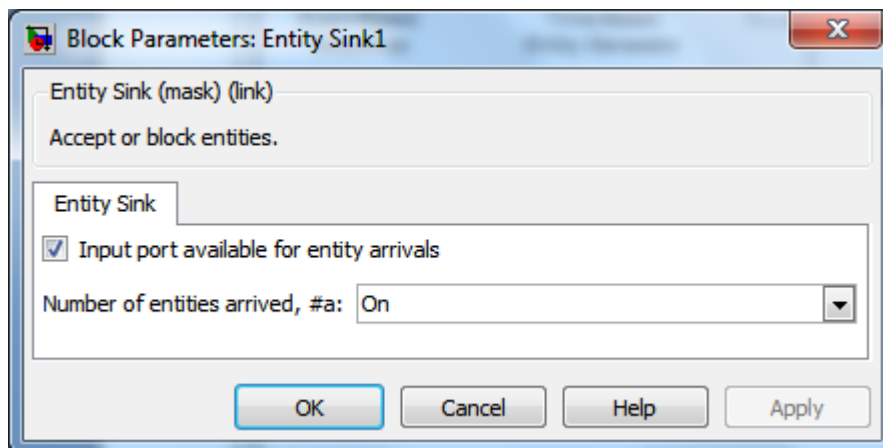 Block Parameters: Entity Sink1
Entity Sink (mask) (link)
Accept or block entities.
Entity Sink
Input port available for entity arrivals
Number of entities arrived, #a: On
OK Cancel Help Apply